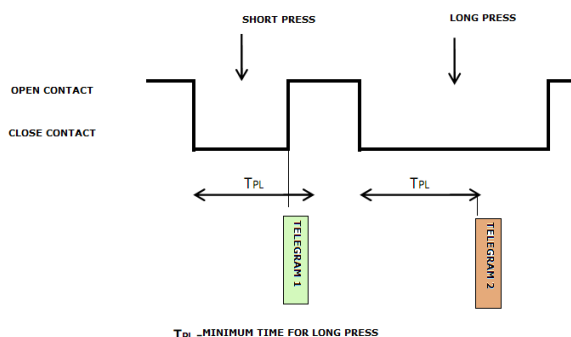 SHORT PRESS
LONG PRESS
OPEN CONTACT
CLOSE CONTACT
TPL
TPL
TELEGRAM 1
TELEGRAM 2
TPL -MINIMUM TIME FOR LONG PRESS